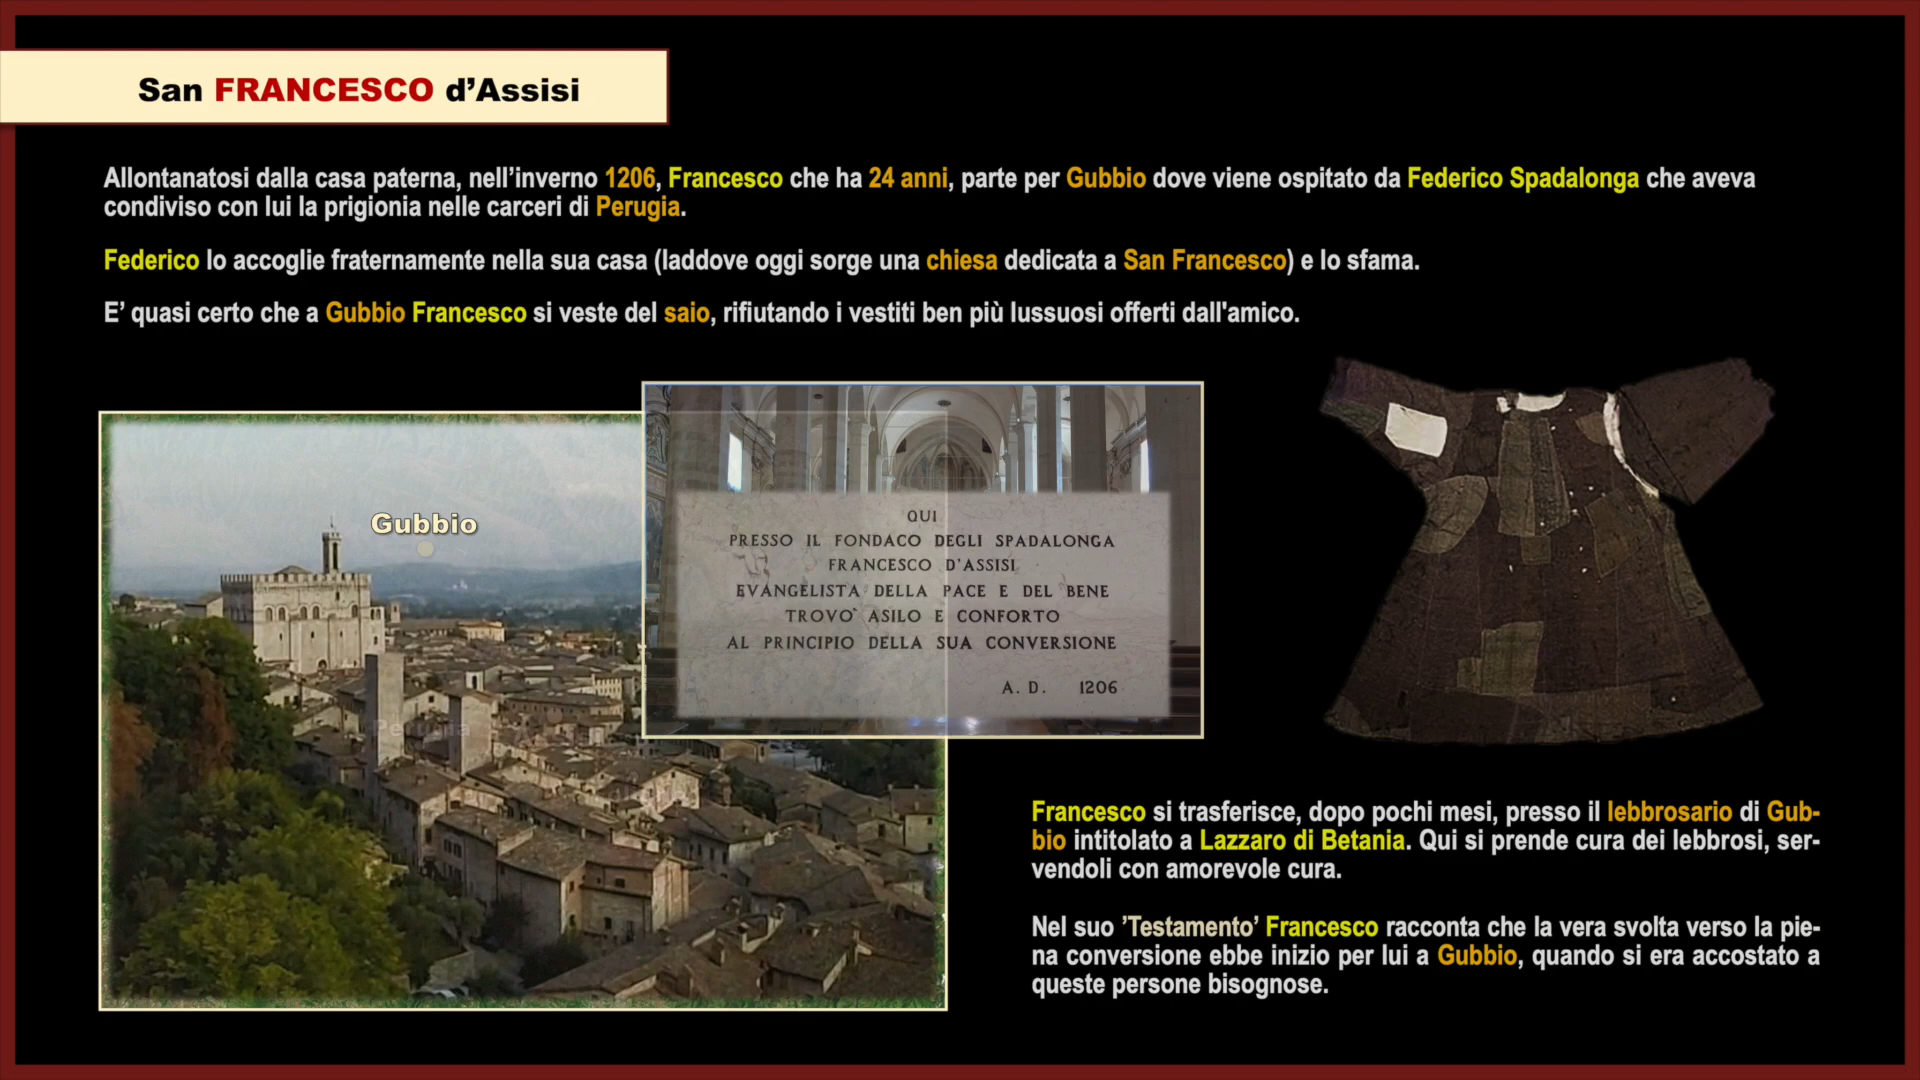 San FRANCESCO d’Assisi
Allontanatosi dalla casa paterna, nell’inverno 1206, Francesco che ha 24 anni, parte per Gubbio dove viene ospitato da Federico Spadalonga che aveva
condiviso con lui la prigionia nelle carceri di Perugia.
Federico lo accoglie fraternamente nella sua casa (laddove oggi sorge una chiesa dedicata a San Francesco) e lo sfama.
E’ quasi certo che a Gubbio Francesco si veste del saio, rifiutando i vestiti ben più lussuosi offerti dall'amico.
Gubbio
Perugia
QUI
PRESSO IL FONDACO DEGLI SPADALONGA
FRANCESCO D'ASSISI
EVANGELISTA DELLA PACE E DEL BENE
TROVO` ASILO E CONFORTO
AL PRINCIPIO DELLA SUA CONVERSIONE
A. D. 1206
Francesco si trasferisce, dopo pochi mesi, presso il lebbrosario di Gub-
bio intitolato a Lazzaro di Betania. Qui si prende cura dei lebbrosi, ser-
vendoli con amorevole cura.
Nel suo ’Testamento’ Francesco racconta che la vera svolta verso la pie-
na conversione ebbe inizio per lui a Gubbio, quando si era accostato a
queste persone bisognose.